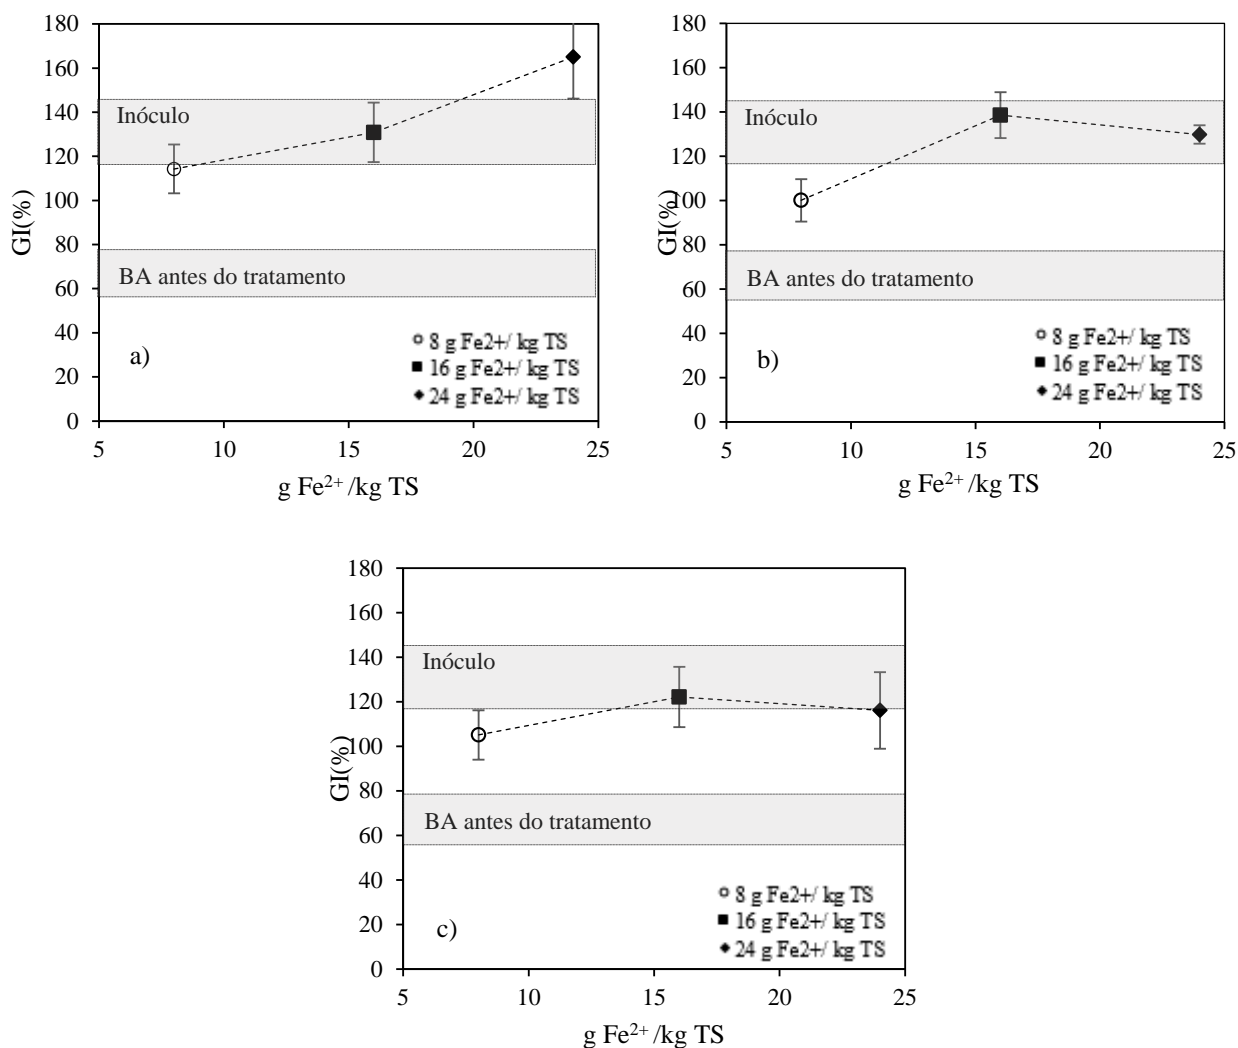 180
160
140
120
100
80
60
40
20
0
GI(%)
Inóculo
BA antes do tratamento
8 g Fe2+/ kg TS
16 g Fe2+/ kg TS
24 g Fe2+/ kg TS
a)
5 10 15 20 25
g Fe²⁺ /kg TS
180
160
140
120
100
80
60
40
20
0
GI(%)
Inóculo
BA antes do tratamento
8 g Fe2+/ kg TS
16 g Fe2+/ kg TS
24 g Fe2+/ kg TS
b)
5 10 15 20 25
g Fe²⁺ /kg TS
180
160
140
120
100
80
60
40
20
0
GI(%)
Inóculo
BA antes do tratamento
8 g Fe2+/ kg TS
16 g Fe2+/ kg TS
24 g Fe2+/ kg TS
c)
5 10 15 20 25
g Fe²⁺ /kg TS